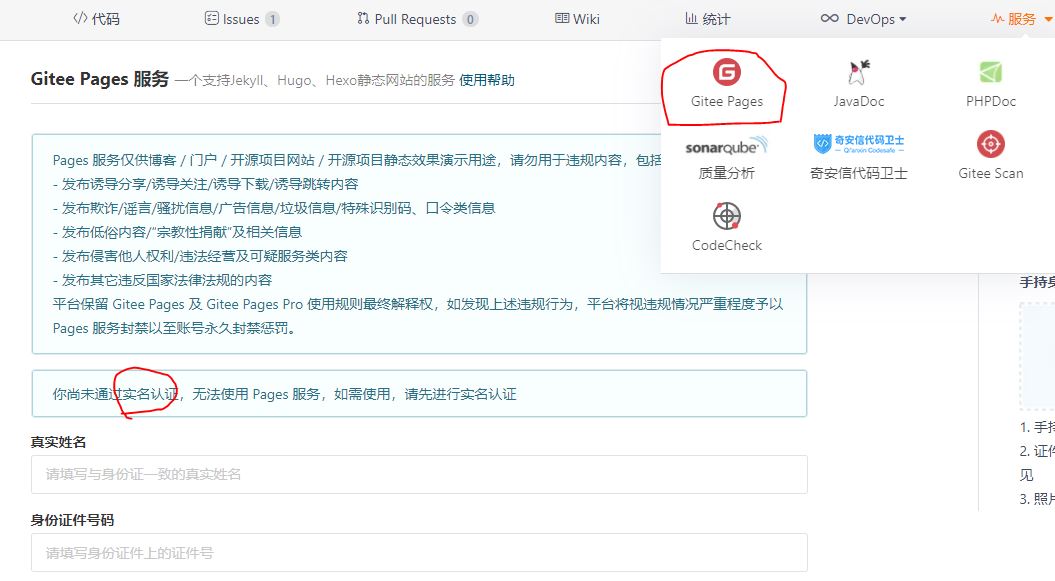 代码
Issues 1
Pull Requests 0
Wiki
统计
DevOps
服务
Gitee Pages 服务 一个支持Jekyll、Hugo、Hexo静态网站的服务 使用帮助
Gitee Pages
JavaDoc
PHPDoc
sonarqube
质量分析
奇安信代码卫士
Qi'anxin Codesafe
奇安信代码卫士
Gitee Scan
CodeCheck
Pages 服务仅供博客 / 门户 / 开源项目网站 / 开源项目静态效果演示用途，请勿用于违规内容，包括
- 发布诱导分享/诱导关注/诱导下载/诱导跳转内容
- 发布欺诈/谣言/骚扰信息/广告信息/垃圾信息/特殊识别码、口令类信息
- 发布低俗内容/“宗教性捐献”及相关信息
- 发布侵害他人权利/违法经营及可疑服务类内容
- 发布其它违反国家法律法规的内容
平台保留 Gitee Pages 及 Gitee Pages Pro 使用规则最终解释权，如发现上述违规行为，平台将视违规情况严重程度予以
Pages 服务封禁以至账号永久封禁惩罚。
你尚未通过实名认证，无法使用 Pages 服务，如需使用，请先进行实名认证
真实姓名
请填写与身份证一致的真实姓名
身份证件号码
请填写身份证件上的证件号
手持身
1. 手持
2. 证件
见
3. 照片